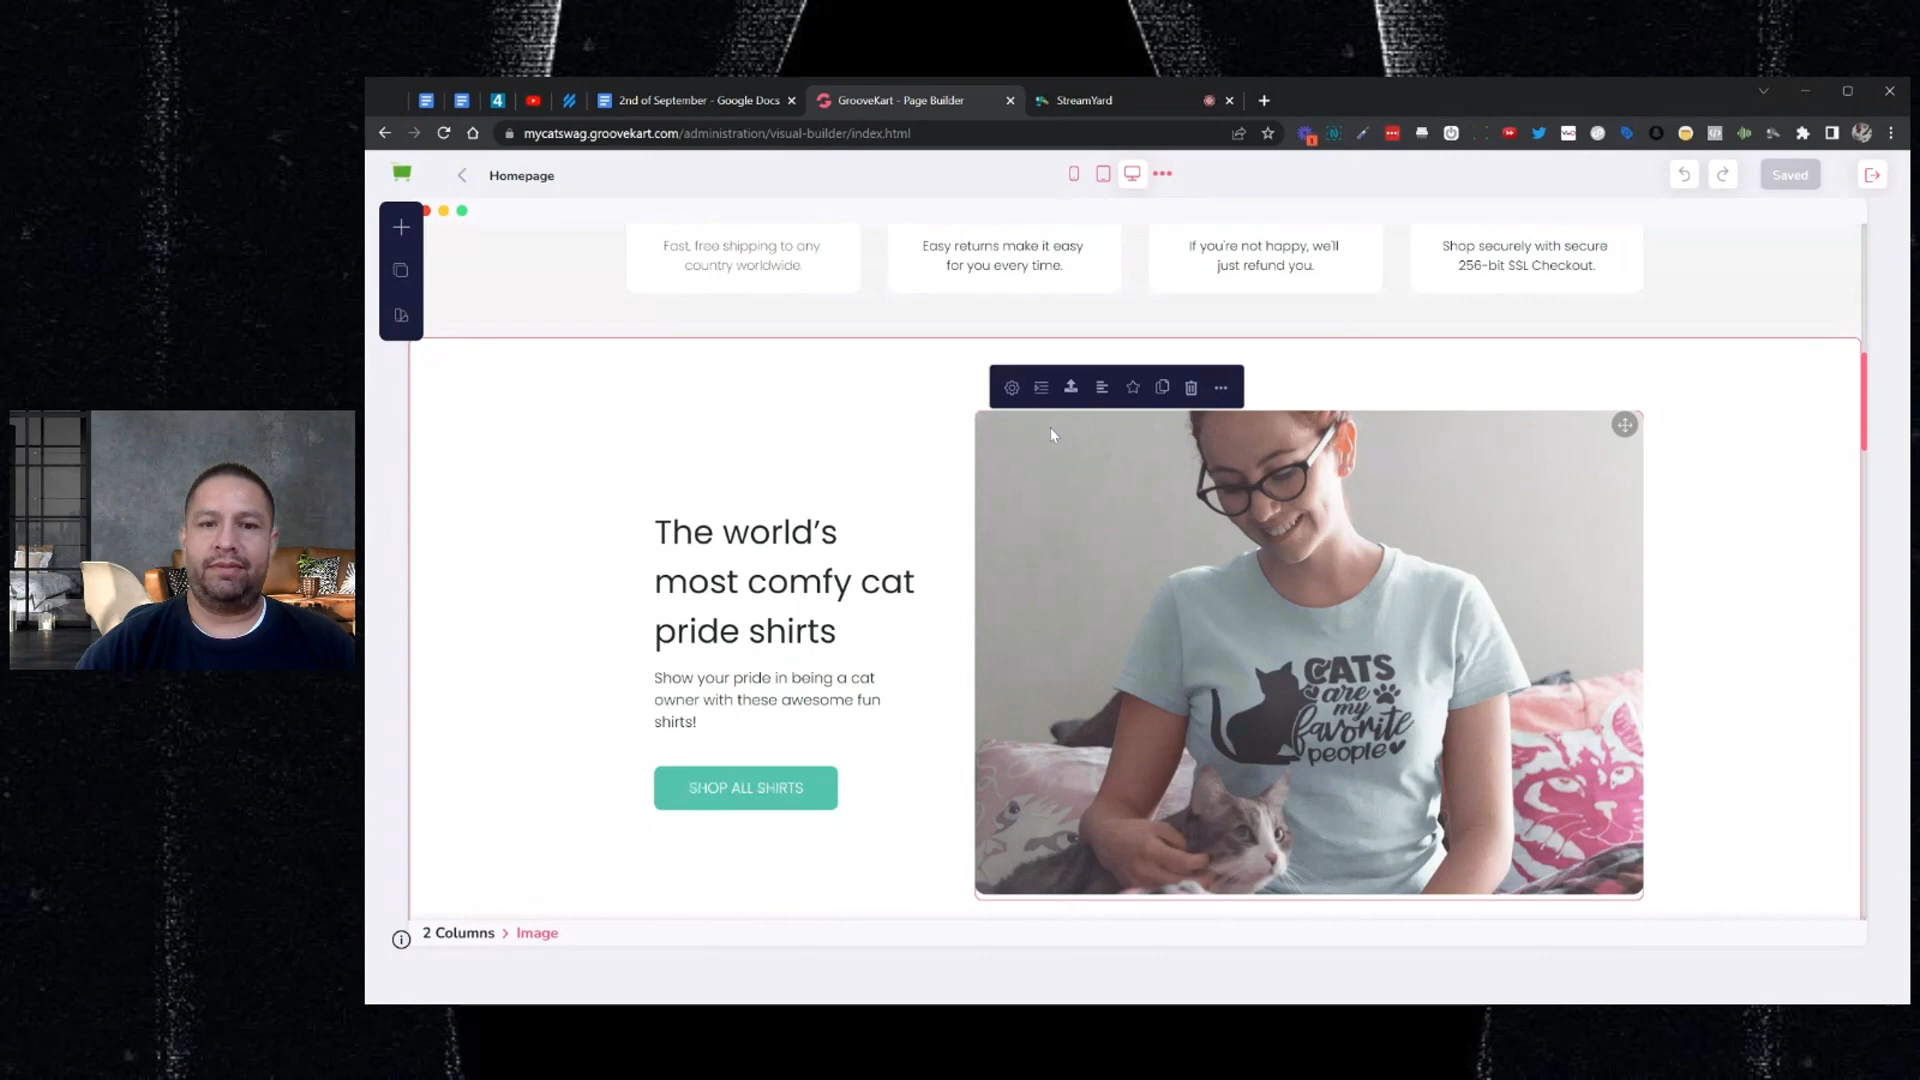 4
2nd of September - Google Docs
GrooveKart - Page Builder
StreamYard
mycatswag.groovekart.com/administration/visual-builder/index.html
1
Homepage
Saved
Fast, free shipping to any
country worldwide.
Easy returns make it easy
for you every time.
If you're not happy, we'll
just refund you.
Shop securely with secure
256-bit SSL Checkout.
The world's
most comfy cat
pride shirts
Show your pride in being a cat
owner with these awesome fun
shirts!
SHOP ALL SHIRTS
CATS
are
my
favorite
people
2 Columns > Image